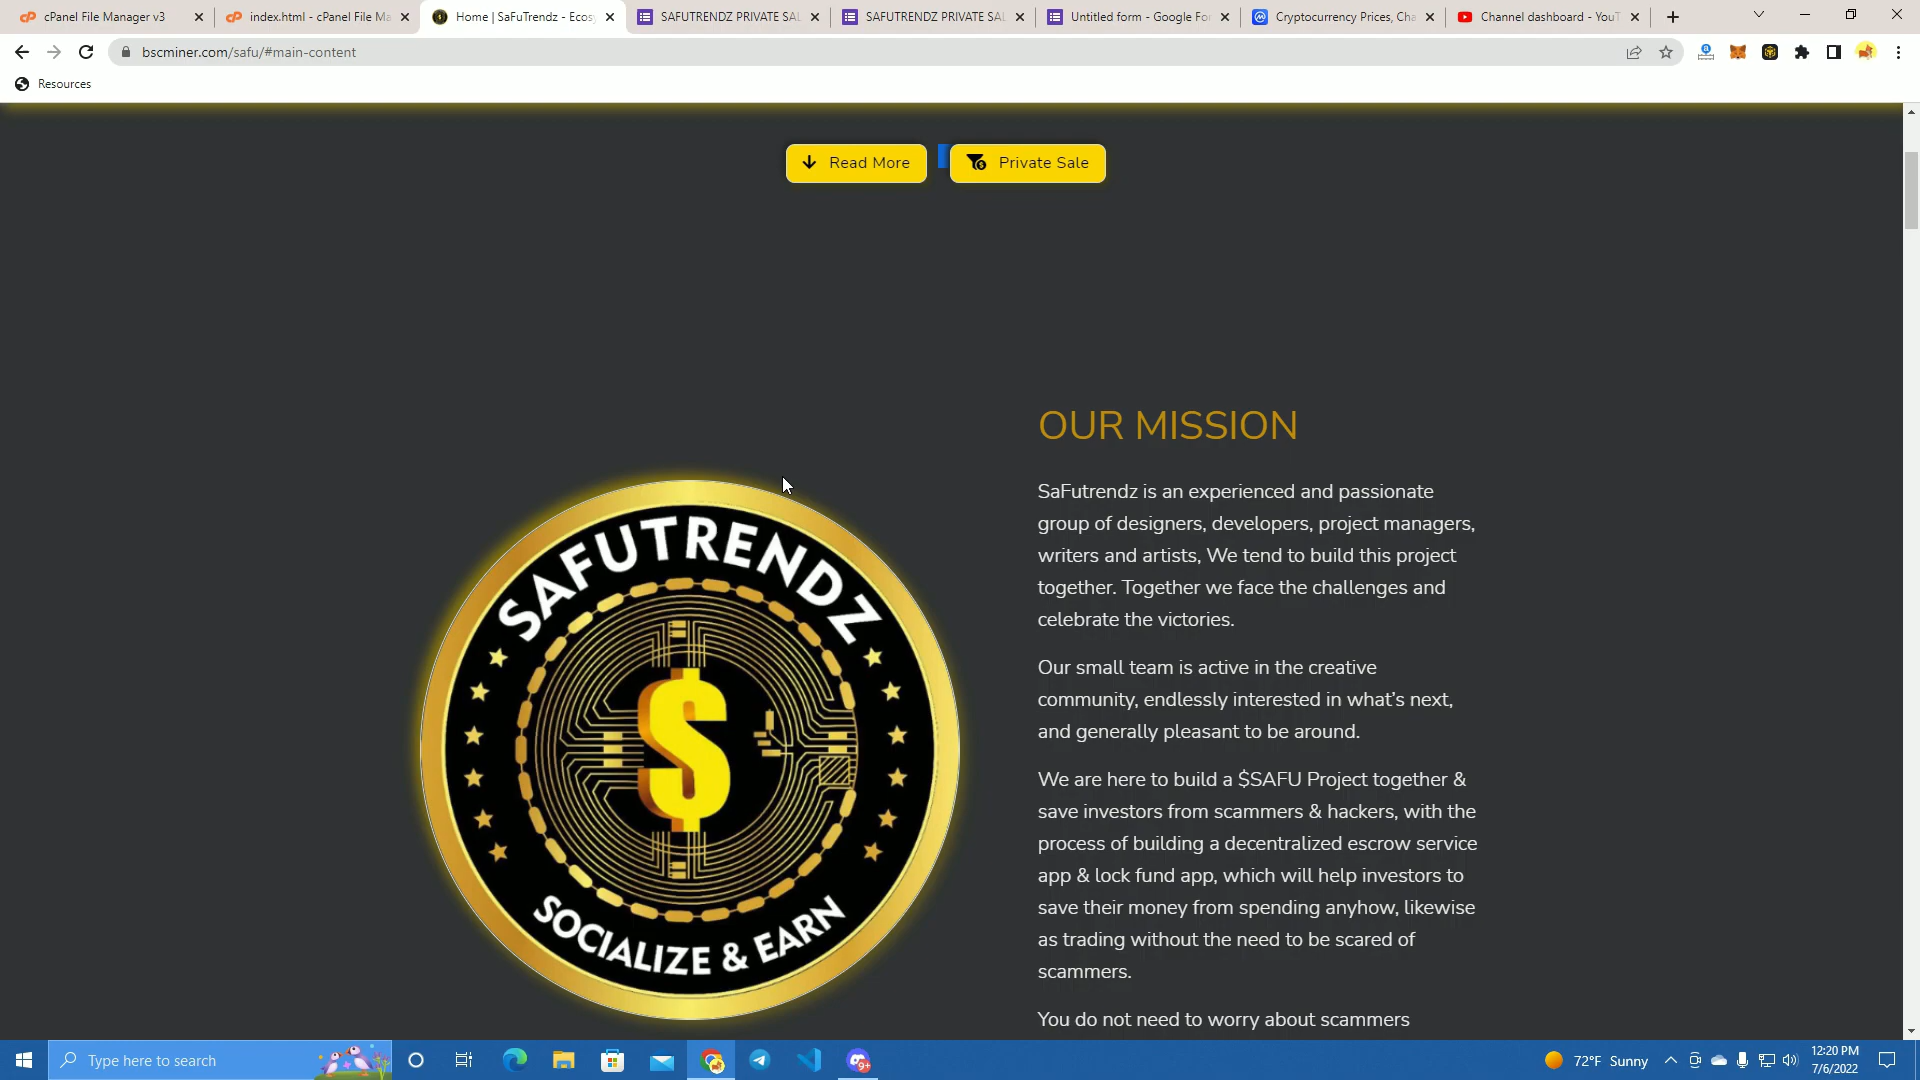 cPanel File Manager v3
index.html - cPanel File Ma
Home | SaFuTrendz - Ecosy
SAFUTRENDZ PRIVATE SAL
SAFUTRENDZ PRIVATE SAL
Untitled form - Google For
Cryptocurrency Prices, Cha
Channel dashboard - YouT
bscminer.com/safu/#main-content
Resources
Read More
Private Sale
OUR MISSION
SaFutrendz is an experienced and passionate
group of designers, developers, project managers,
writers and artists, We tend to build this project
together. Together we face the challenges and
celebrate the victories.
Our small team is active in the creative
community, endlessly interested in what's next,
and generally pleasant to be around.
We are here to build a $SAFU Project together &
save investors from scammers & hackers, with the
process of building a decentralized escrow service
app & lock fund app, which will help investors to
save their money from spending anyhow, likewise
as trading without the need to be scared of
scammers.
You do not need to worry about scammers
SAFUTRENDZ
$
SOCIALIZE & EARN
Type here to search
9+
72°F Sunny
12:20 PM
7/6/2022